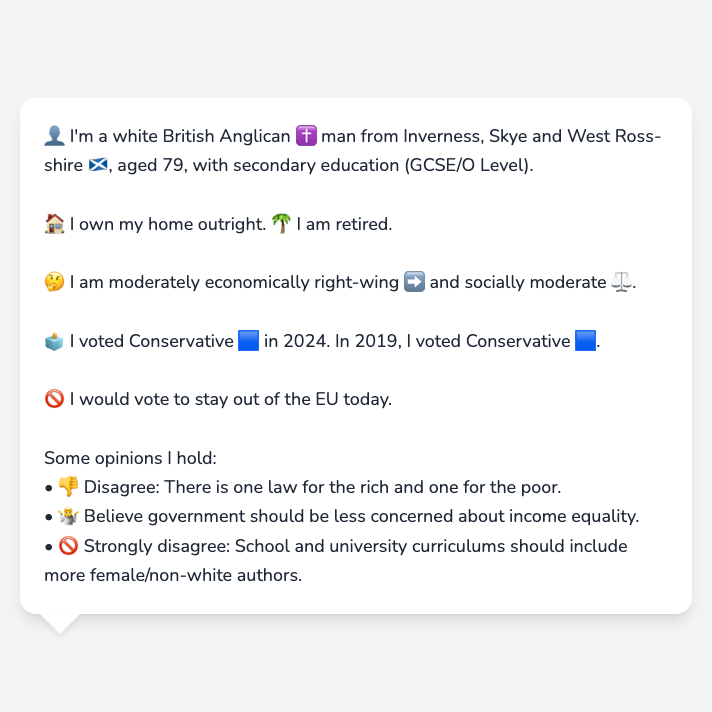 👤 I'm a white British Anglican ✝️ man from Inverness, Skye and West Ross-
shire 🏴󠁧󠁢󠁳󠁣󠁴󠁿, aged 79, with secondary education (GCSE/O Level).
🏠 I own my home outright. 🌴 I am retired.
🤔 I am moderately economically right-wing ➡️ and socially moderate ⚖️.
🗳️ I voted Conservative 🟦 in 2024. In 2019, I voted Conservative 🟦.
🚫 I would vote to stay out of the EU today.
Some opinions I hold:
• 👎 Disagree: There is one law for the rich and one for the poor.
• 🤷 Believe government should be less concerned about income equality.
• 🚫 Strongly disagree: School and university curriculums should include
more female/non-white authors.